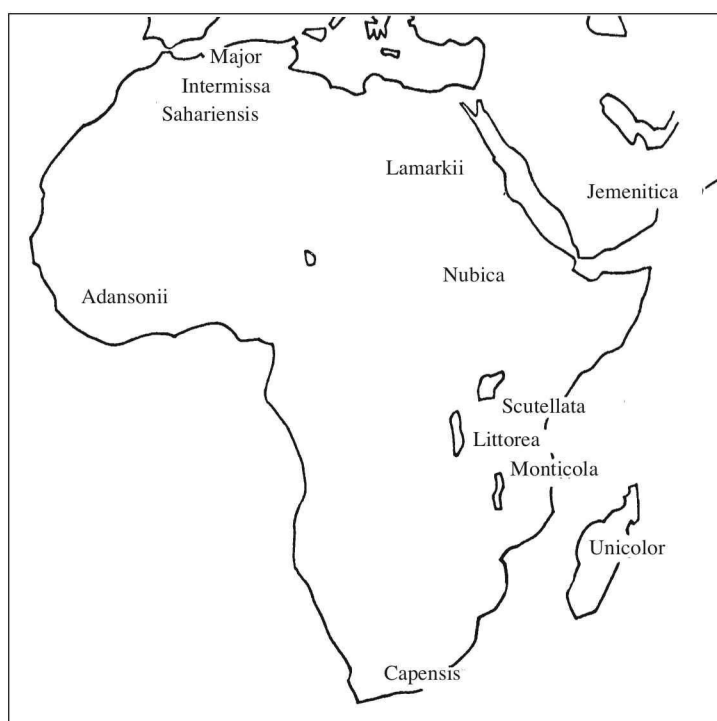 Major
Intermissa
Sahariensis
Lamarkii
Jemenitica
Nubica
Adansonii
Scutellata
Littorea
Monticola
Unicolor
Capensis